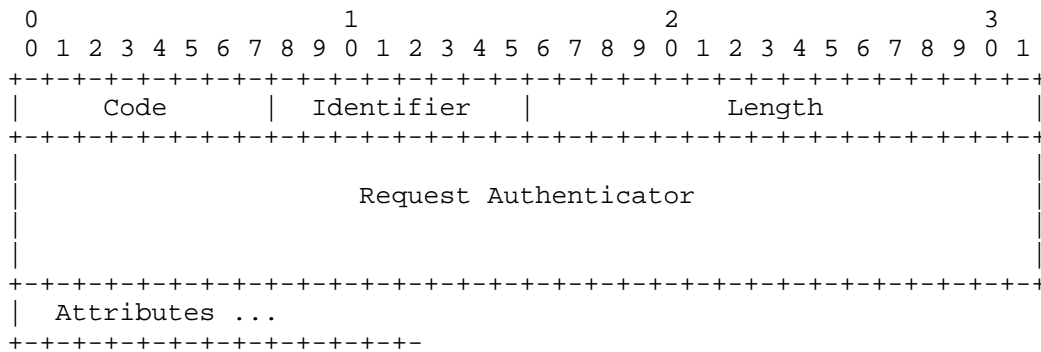 0                   1                   2                   3
 0 1 2 3 4 5 6 7 8 9 0 1 2 3 4 5 6 7 8 9 0 1 2 3 4 5 6 7 8 9 0 1
+-+-+-+-+-+-+-+-+-+-+-+-+-+-+-+-+-+-+-+-+-+-+-+-+-+-+-+-+-+-+-+-+
|     Code      |  Identifier   |            Length             |
+-+-+-+-+-+-+-+-+-+-+-+-+-+-+-+-+-+-+-+-+-+-+-+-+-+-+-+-+-+-+-+-+
|                                                               |
|                     Request Authenticator                     |
|                                                               |
|                                                               |
+-+-+-+-+-+-+-+-+-+-+-+-+-+-+-+-+-+-+-+-+-+-+-+-+-+-+-+-+-+-+-+-+
|  Attributes ...
+-+-+-+-+-+-+-+-+-+-+-+-+-